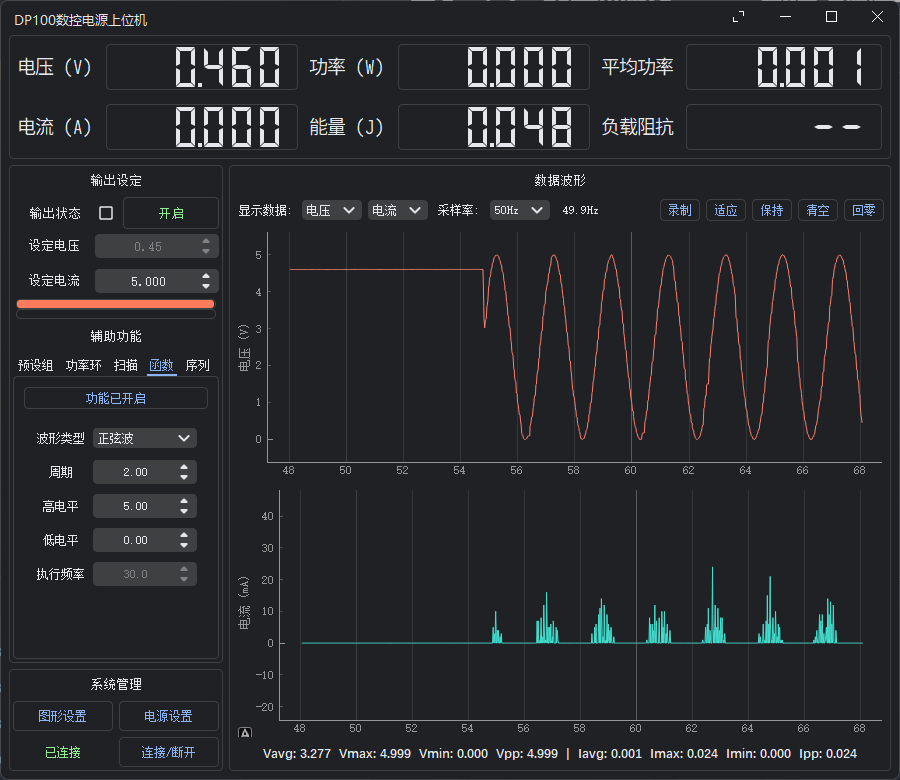 DP100数控电源上位机
电压 (V) 0.460 功率 (W) 0.000 平均功率 0.001
电流 (A) 0.000 能量 (J) 0.048 负载阻抗 --
输出设定
输出状态 开启
设定电压 0.45
设定电流 5.000
辅助功能
预设组 功率环 扫描 函数 序列
功能已开启
波形类型 正弦波
周期 2.00
高电平 5.00
低电平 0.00
执行频率 30.0
系统管理
图形设置 电源设置
已连接 连接/断开
数据波形
显示数据: 电压 电流 采样率: 50Hz 49.9Hz 录制 适应 保持 清空 回零
电压 (V)
5
4
3
2
1
0
48 50 52 54 56 58 60 62 64 66 68
电流 (mA)
40
30
20
10
0
-10
-20
48 50 52 54 56 58 60 62 64 66 68
A
Vavg: 3.277 Vmax: 4.999 Vmin: 0.000 Vpp: 4.999 | Iavg: 0.001 Imax: 0.024 Imin: 0.000 Ipp: 0.024